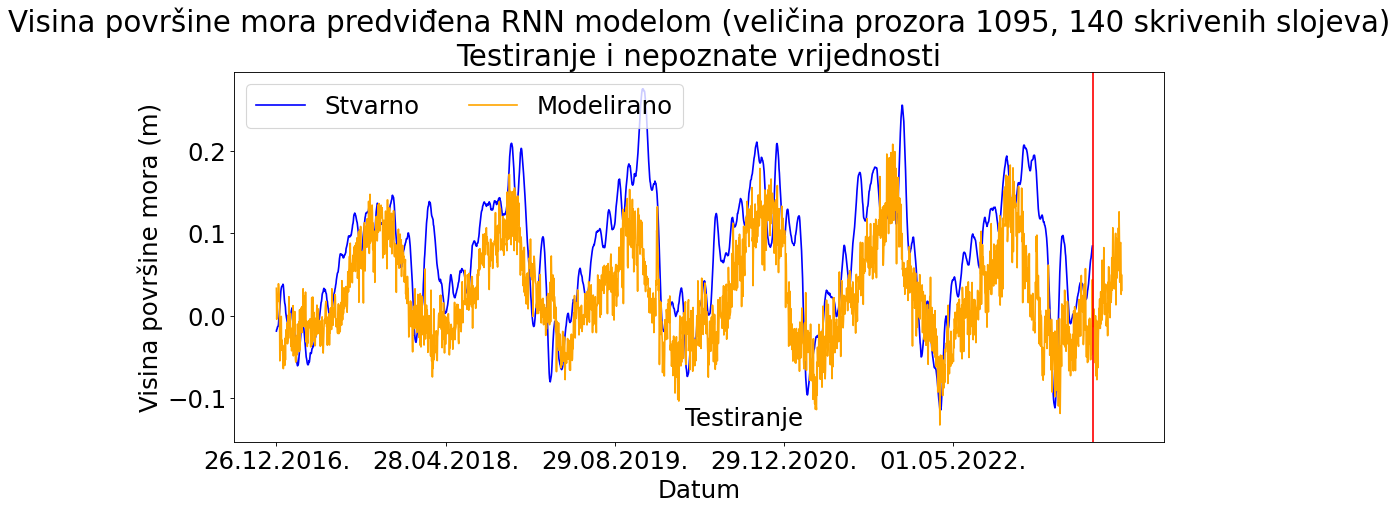 Visina površine mora predviđena RNN modelom (veličina prozora 1095, 140 skrivenih slojeva)
Testiranje i nepoznate vrijednosti
Stvarno Modelirano
Visina površine mora (m)
0.2
0.1
0.0
−0.1
Testiranje
26.12.2016. 28.04.2018. 29.08.2019. 29.12.2020. 01.05.2022.
Datum